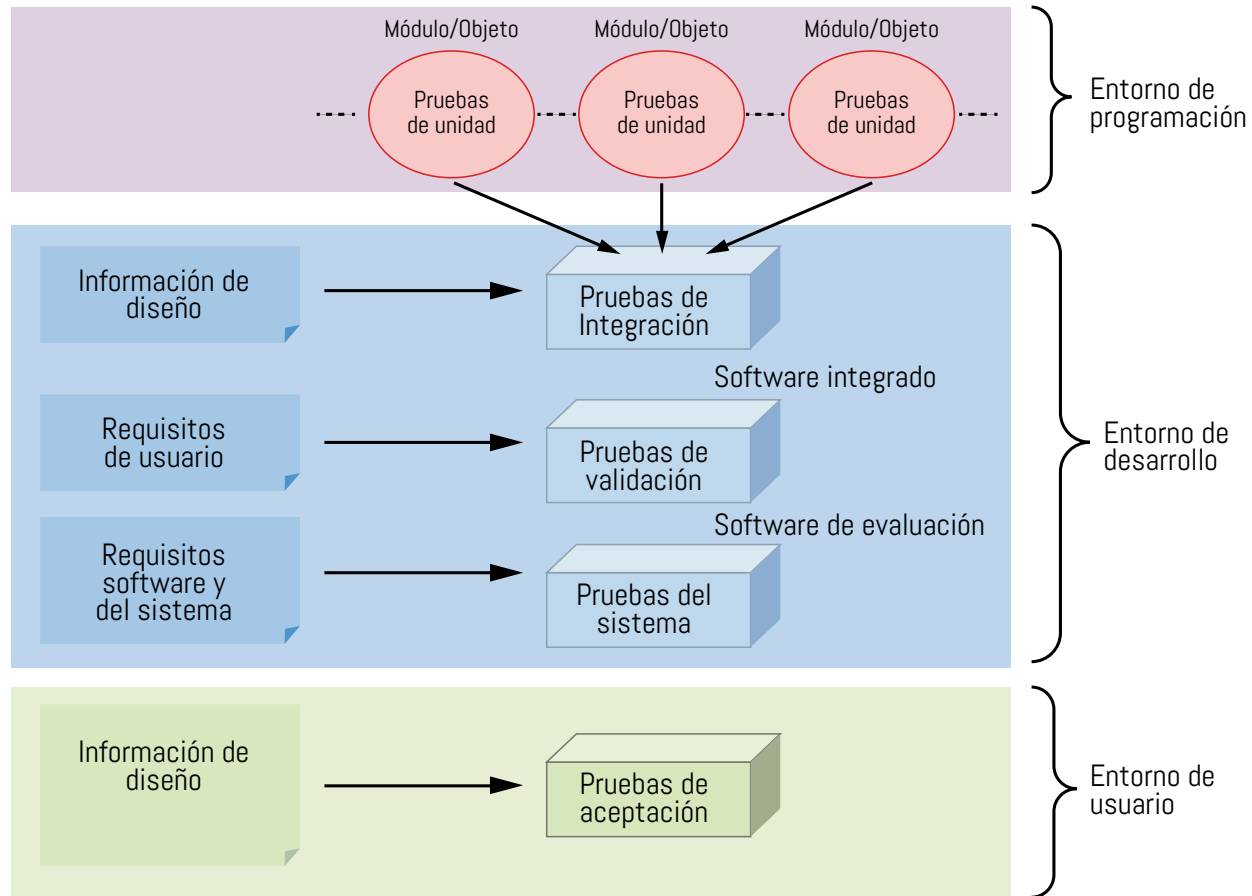 Módulo/Objeto
Módulo/Objeto
Módulo/Objeto
Pruebas
de unidad
Pruebas
de unidad
Pruebas
de unidad
Entorno de
programación
Información de
diseño
Pruebas de
Integración
Software integrado
Requisitos
de usuario
Pruebas de
validación
Entorno de
desarrollo
Software de evaluación
Requisitos
software y
del sistema
Pruebas del
sistema
Información de
diseño
Pruebas de
aceptación
Entorno de
usuario